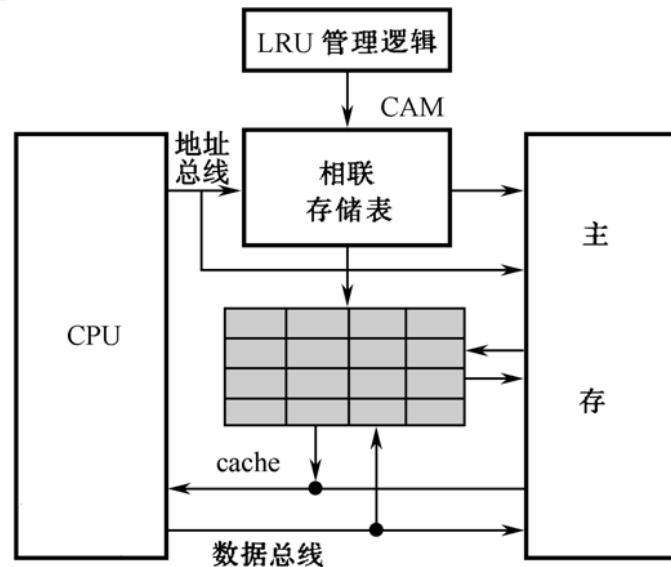 LRU 管理逻辑
CAM
地址
总线
相联
存储表
主
CPU
存
cache
数据总线